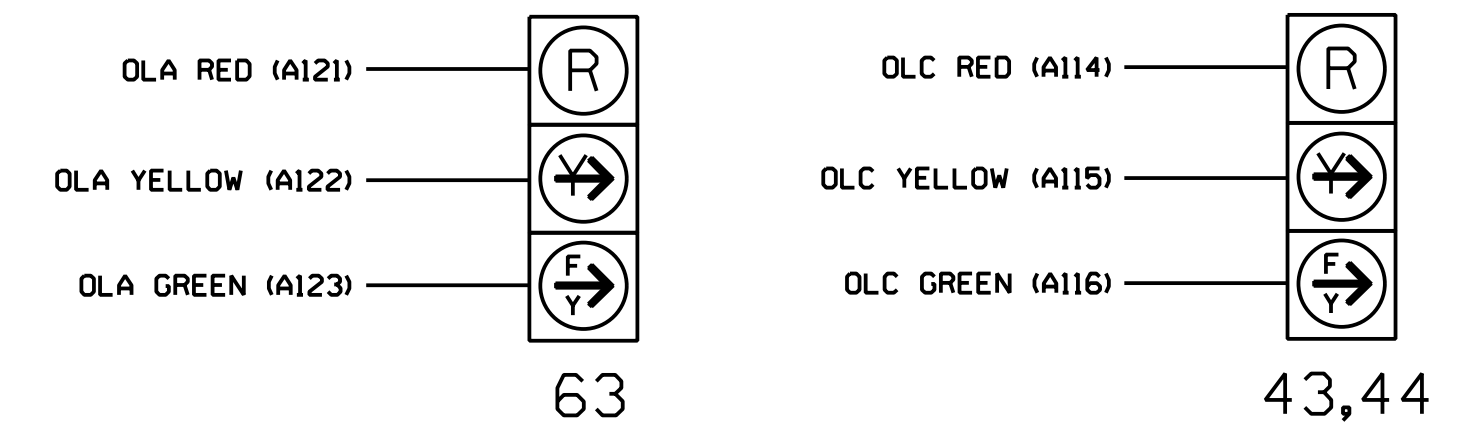 OLA RED (A121)
R
OLA YELLOW (A122)
Y
OLA GREEN (A123)
F
Y
63
OLC RED (A114)
R
OLC YELLOW (A115)
Y
OLC GREEN (A116)
F
Y
43,44